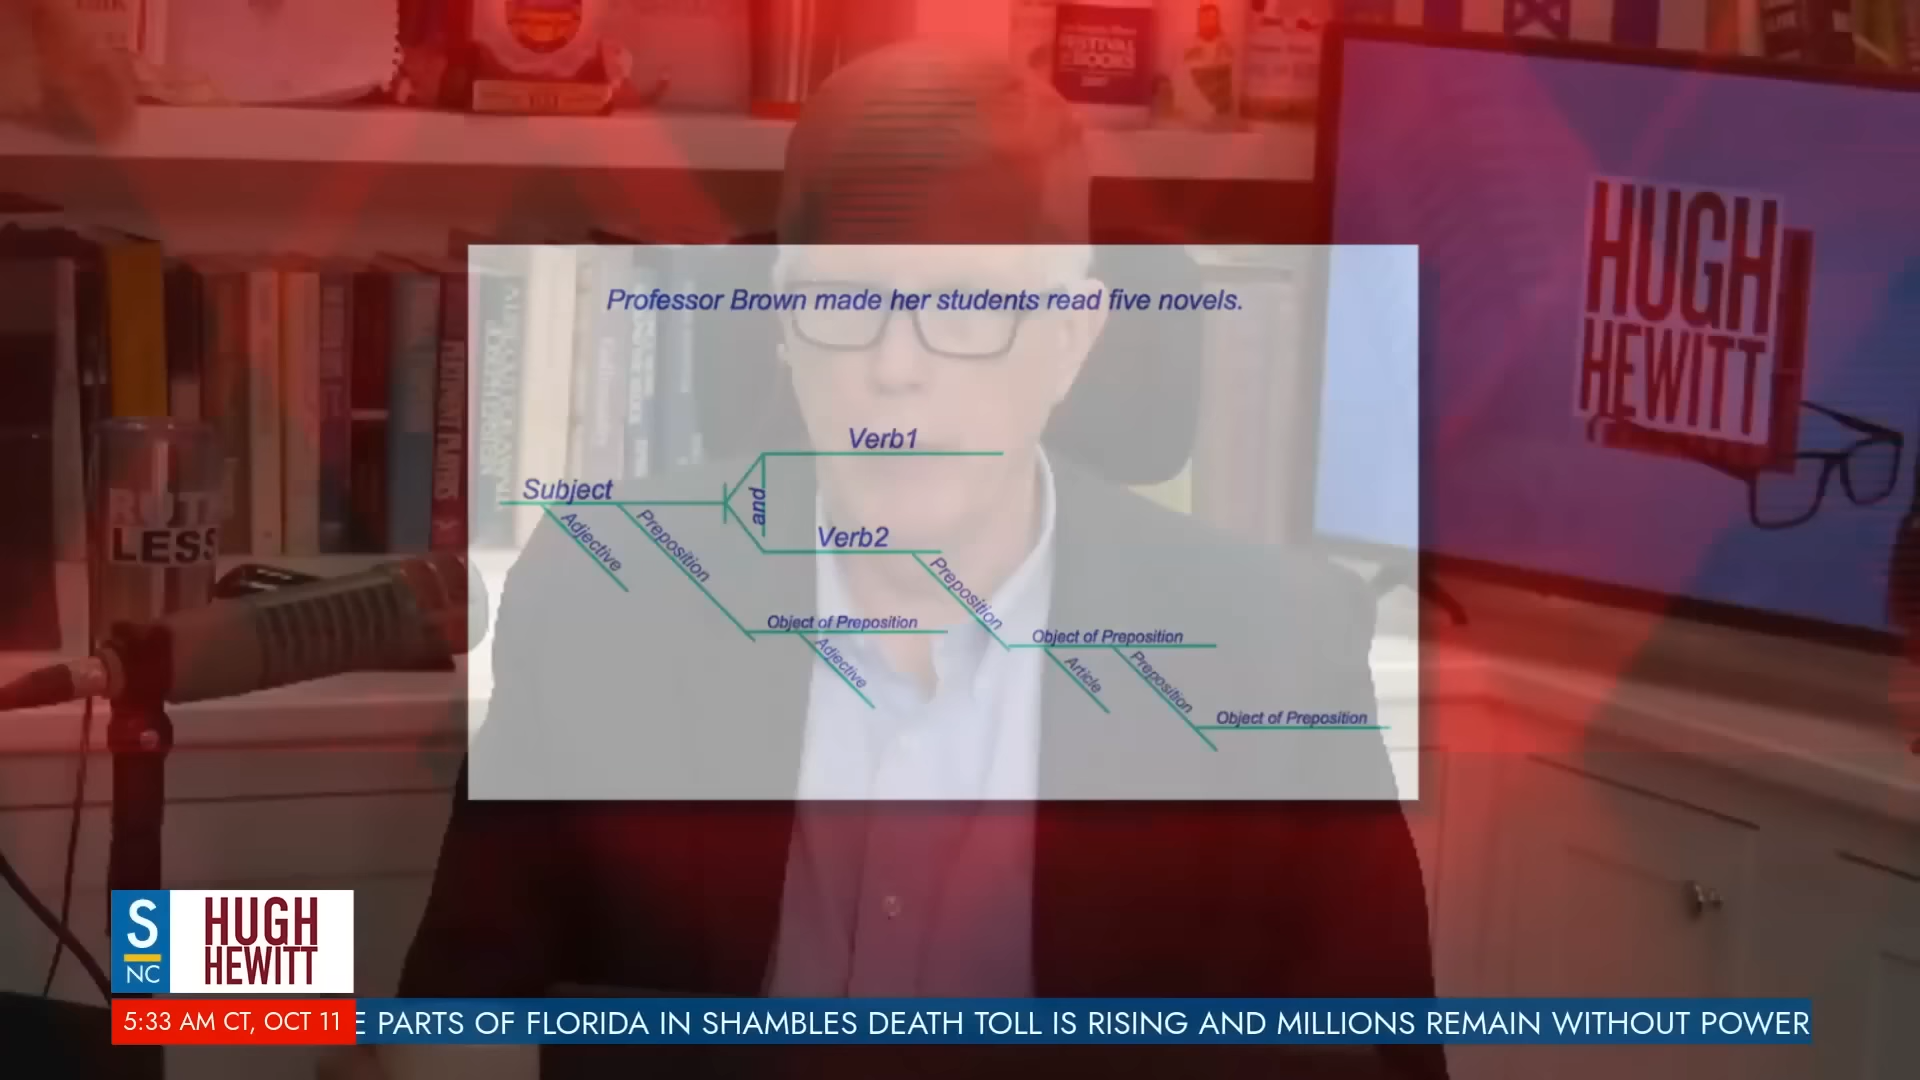 FESTIVAL
BOOKS
HUGH
HEWITT
Professor Brown made her students read five novels.
Verb1
Subject
and
Adjective
Preposition
Verb2
Preposition
Object of Preposition
Adjective
Object of Preposition
Article
Preposition
Object of Preposition
LESS
S
NC
HUGH
HEWITT
5:33 AM CT, OCT 11
E PARTS OF FLORIDA IN SHAMBLES DEATH TOLL IS RISING AND MILLIONS REMAIN WITHOUT POWER